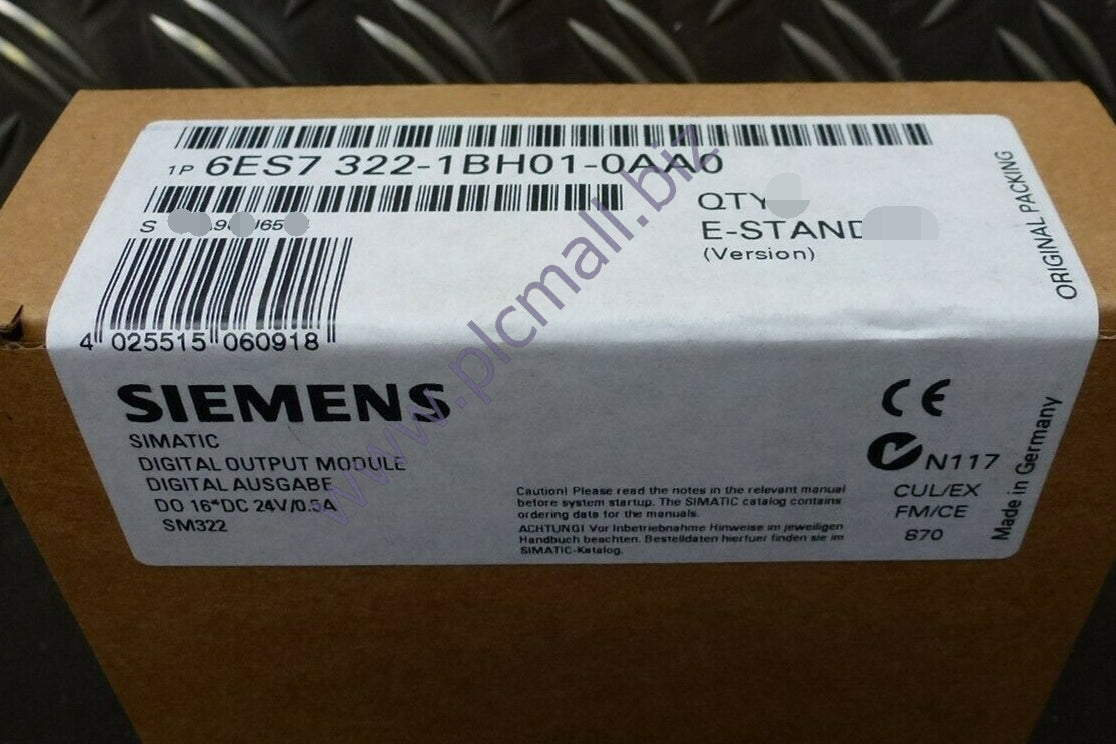 1P 6ES7 322-1BH01-0AA0
S
QTY
E-STAND
(Version)
ORIGINAL PACKING
4 025515 060918
SIEMENS
SIMATIC
DIGITAL OUTPUT MODULE
DIGITAL AUSGABE
DO 16*DC 24V/0.5A
SM322
Caution! Please read the notes in the relevant manual
before system startup. The SIMATIC catalog contains
ordering data for the manuals.
ACHTUNG! Vor Inbetriebnahme Hinweise im jeweiligen
Handbuch beachten. Bestelldaten hierfuer finden sie im
SIMATIC-Katalog.
CE
N117
CUL/EX
FM/CE
870
Made in Germany
www.plcmall.biz